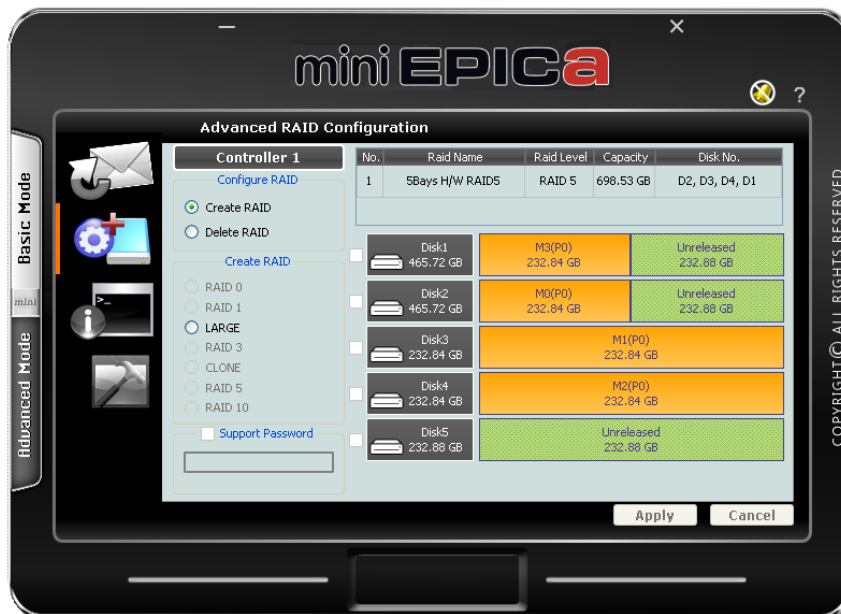 mini EPICa
?
Advanced RAID Configuration
Basic Mode
mini
Advanced Mode
>_
i
Controller 1
Configure RAID
Create RAID
Delete RAID
Create RAID
RAID 0
RAID 1
LARGE
RAID 3
CLONE
RAID 5
RAID 10
Support Password
No. Raid Name Raid Level Capacity Disk No.
1 5Bays H/W RAID5 RAID 5 698.53 GB D2, D3, D4, D1
Disk1 M3(P0) Unreleased
465.72 GB 232.84 GB 232.88 GB
Disk2 M0(P0) Unreleased
465.72 GB 232.84 GB 232.88 GB
Disk3 M1(P0)
232.84 GB 232.84 GB
Disk4 M2(P0)
232.84 GB 232.84 GB
Disk5 Unreleased
232.88 GB 232.88 GB
Apply Cancel
COPYRIGHT© ALL RIGHTS RESERVED